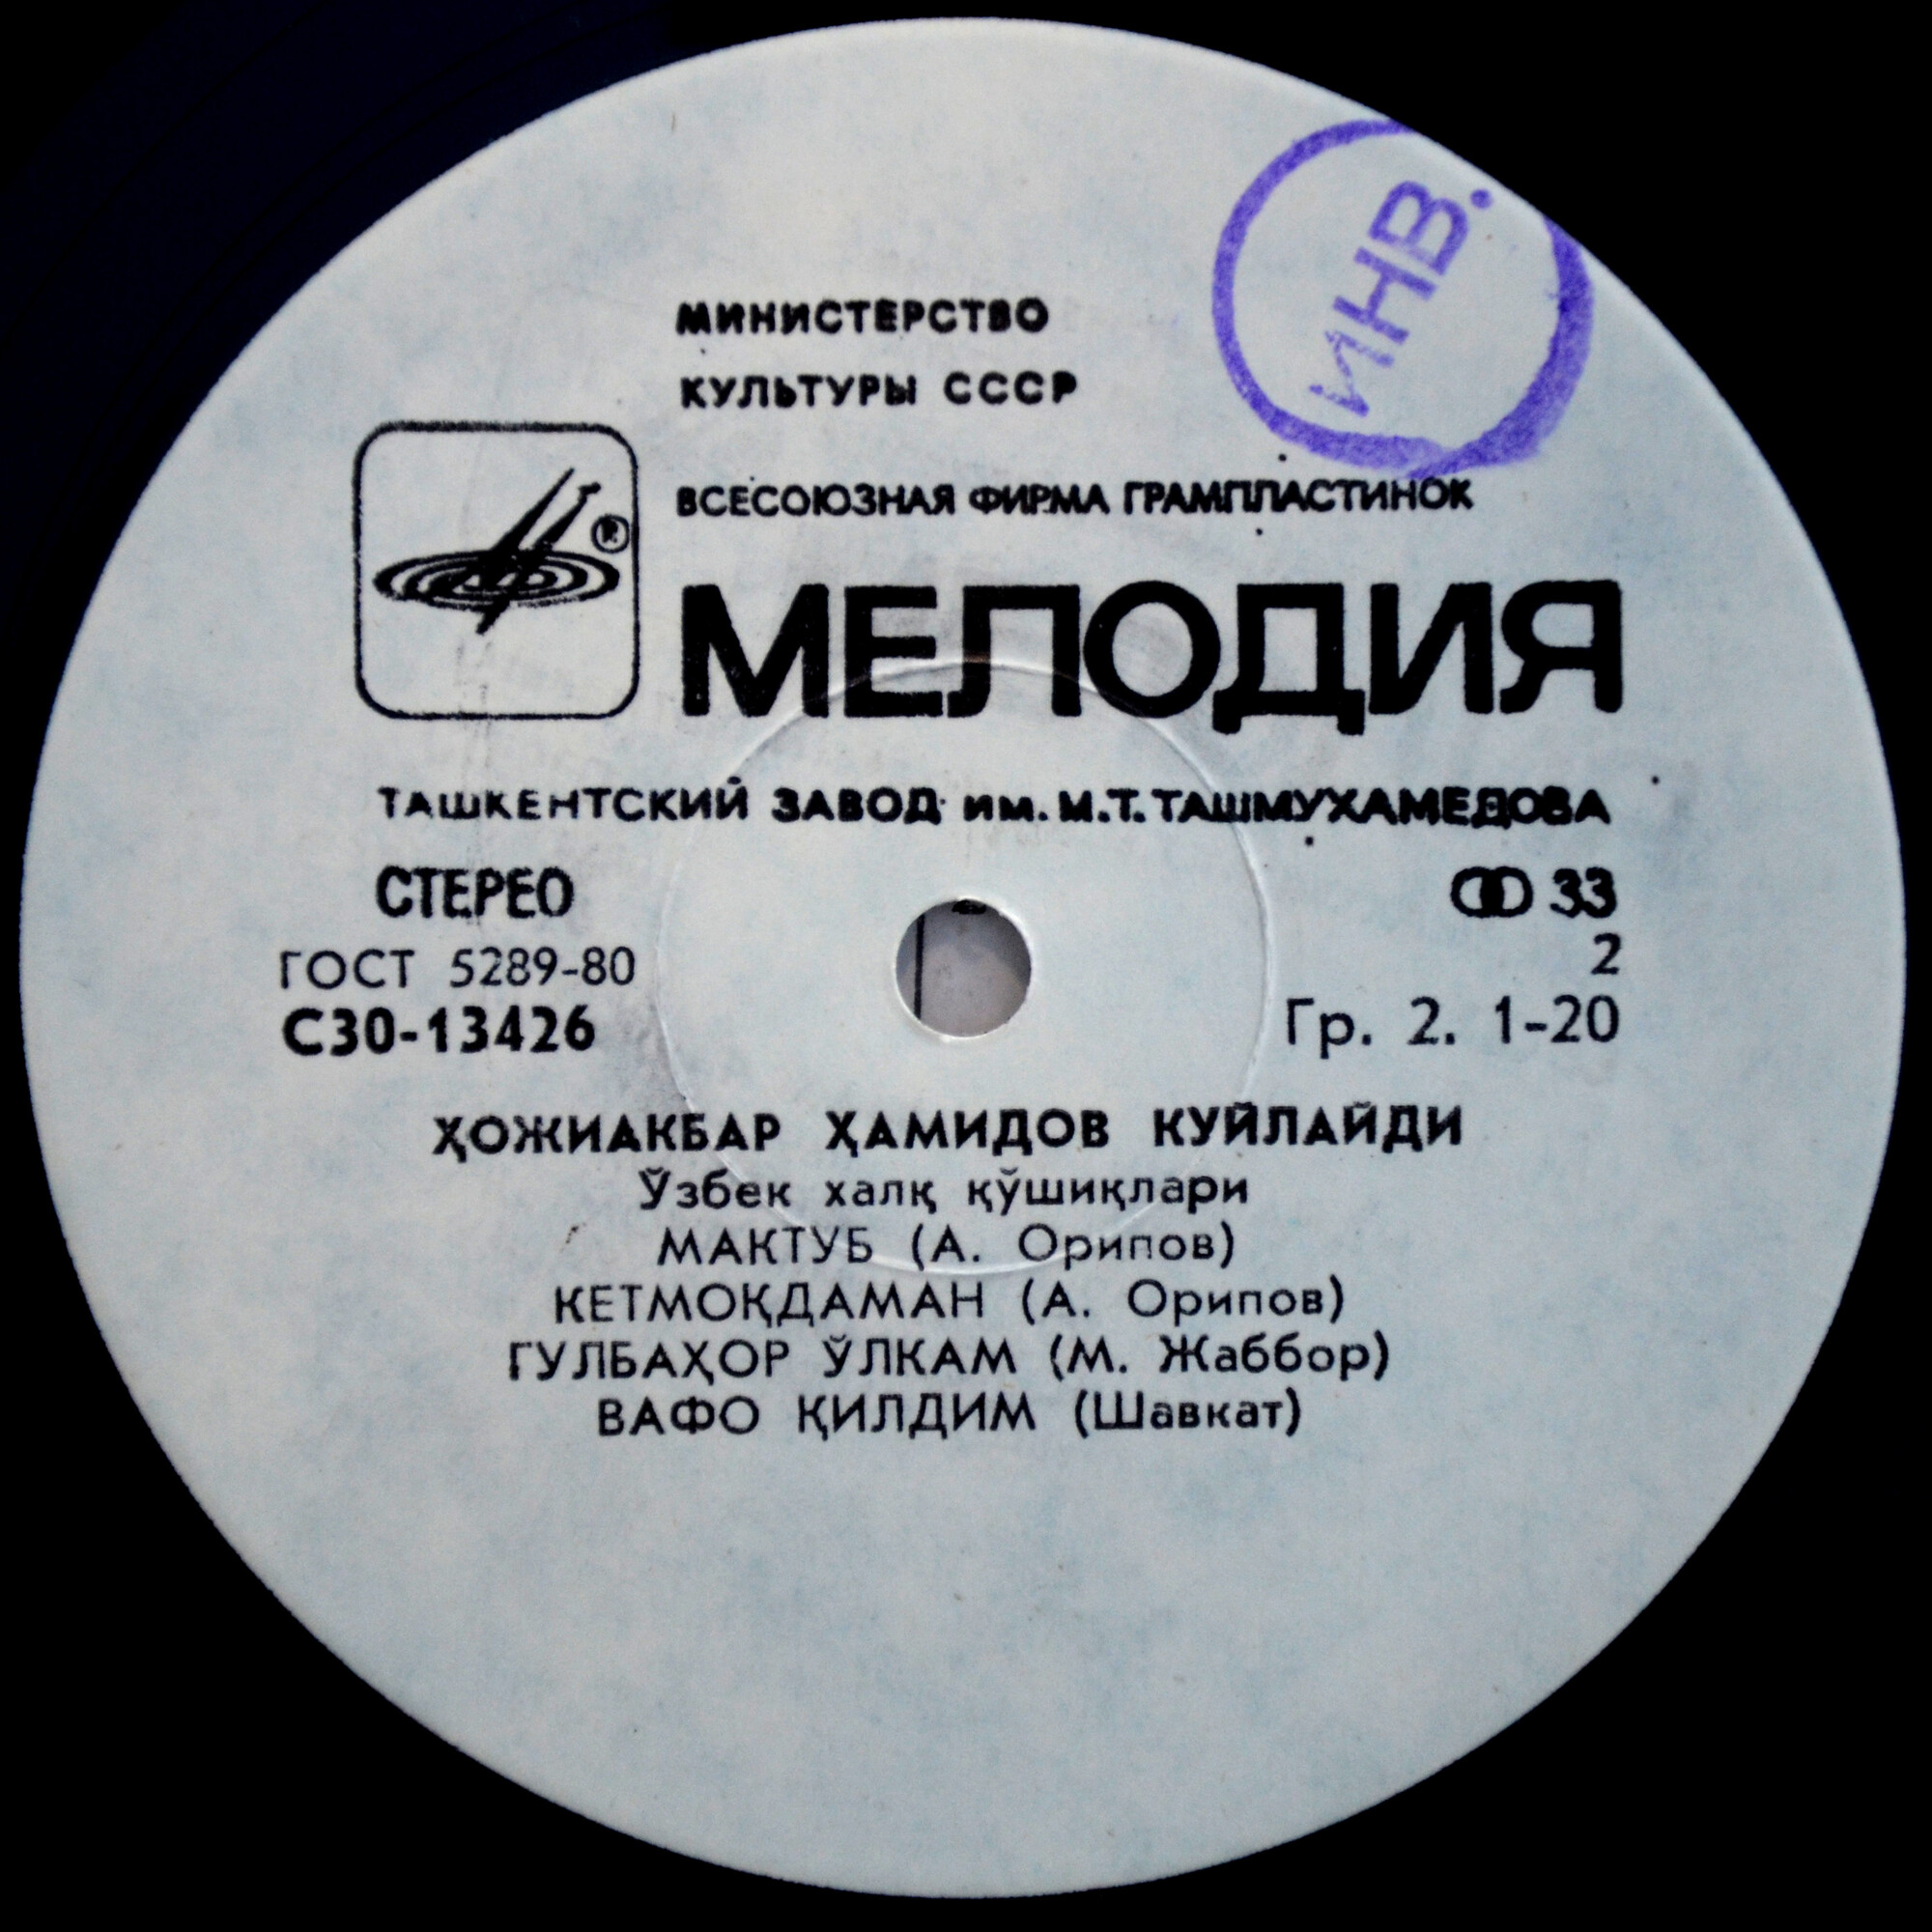 ИНВ.
МИНИСТЕРСТВО
КУЛЬТУРЫ СССР
ВСЕСОЮЗНАЯ ФИРМА ГРАМПЛАСТИНОК
®
МЕЛОДИЯ
ТАШКЕНТСКИЙ ЗАВОД им. М.Т. ТАШМУХАМЕДОВА
СТЕРЕО
33
ГОСТ 5289-80
2
С30-13426
Гр. 2. 1-20
ҲОЖИАКБАР ҲАМИДОВ КУЙЛАЙДИ
Ўзбек халқ қўшиқлари
МАКТУБ (А. Орипов)
КЕТМОҚДАМАН (А. Орипов)
ГУЛБАҲОР ЎЛКАМ (М. Жаббор)
ВАФО ҚИЛДИМ (Шавкат)